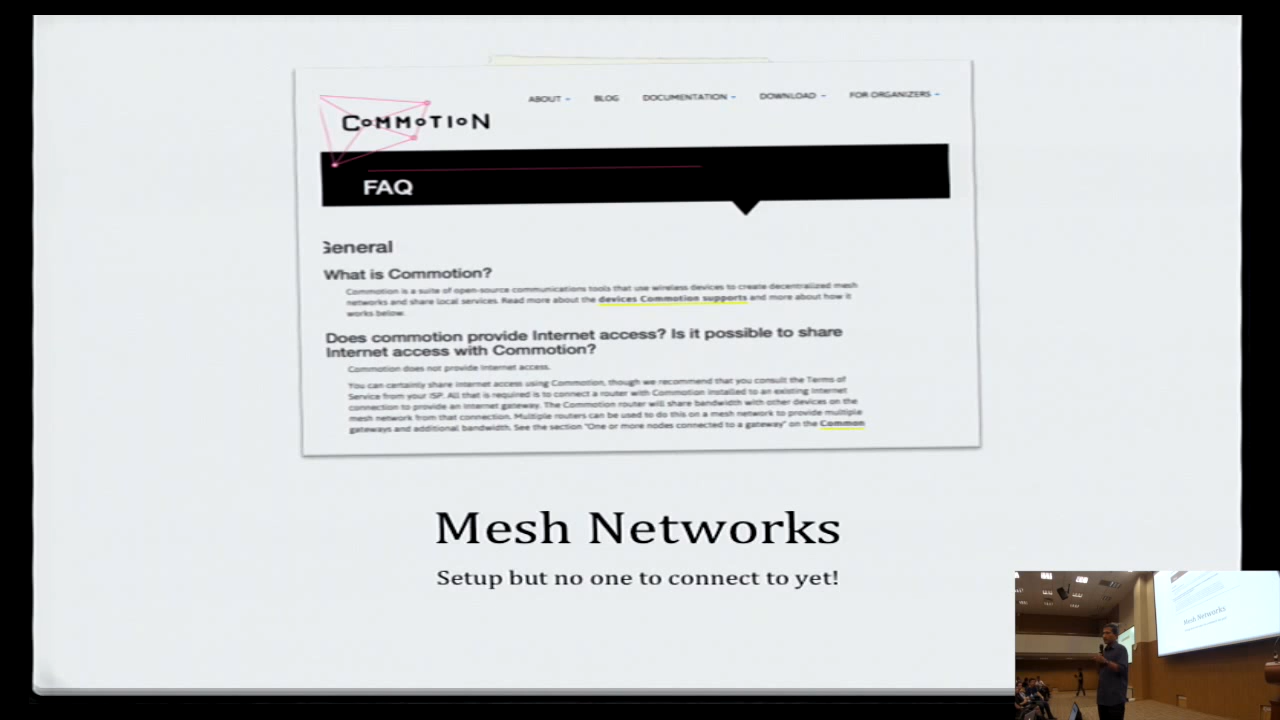 COMMOTION
ABOUT BLOG DOCUMENTATION DOWNLOAD FOR ORGANIZERS
FAQ
General
What is Commotion?
Commotion is a suite of open-source communications tools that use wireless devices to create decentralized mesh
networks and share local services. Read more about the devices Commotion supports and more about how it
works below.
Does commotion provide Internet access? Is it possible to share
Internet access with Commotion?
Commotion does not provide Internet access.
You can certainly share Internet access using Commotion, though we recommend that you consult the Terms of
Service from your ISP. All that is required is to connect a router with Commotion installed to an existing Internet
connection to provide an Internet gateway. The Commotion router will share bandwidth with other devices on the
mesh network from that connection. Multiple routers can be used to do this on a mesh network to provide multiple
gateways and additional bandwidth. See the section "One or more nodes connected to a gateway" on the Common
Mesh Networks
Setup but no one to connect to yet!
Mesh Networks